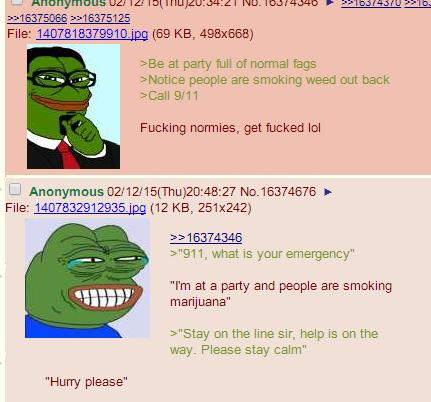 Anonymous 02/12/15(Thu)20:34:21 No.16374346 ► >>16374370
>>16375066 >>16375125
File: 1407818379910.jpg (69 KB, 498x668)
>Be at party full of normal fags
>Notice people are smoking weed out back
>Call 9/11
Fucking normies, get fucked lol
Anonymous 02/12/15(Thu)20:48:27 No.16374676 ►
File: 1407832912935.jpg (12 KB, 251x242)
>>16374346
>"911, what is your emergency"
"I'm at a party and people are smoking
marijuana"
>"Stay on the line sir, help is on the
way. Please stay calm"
"Hurry please"